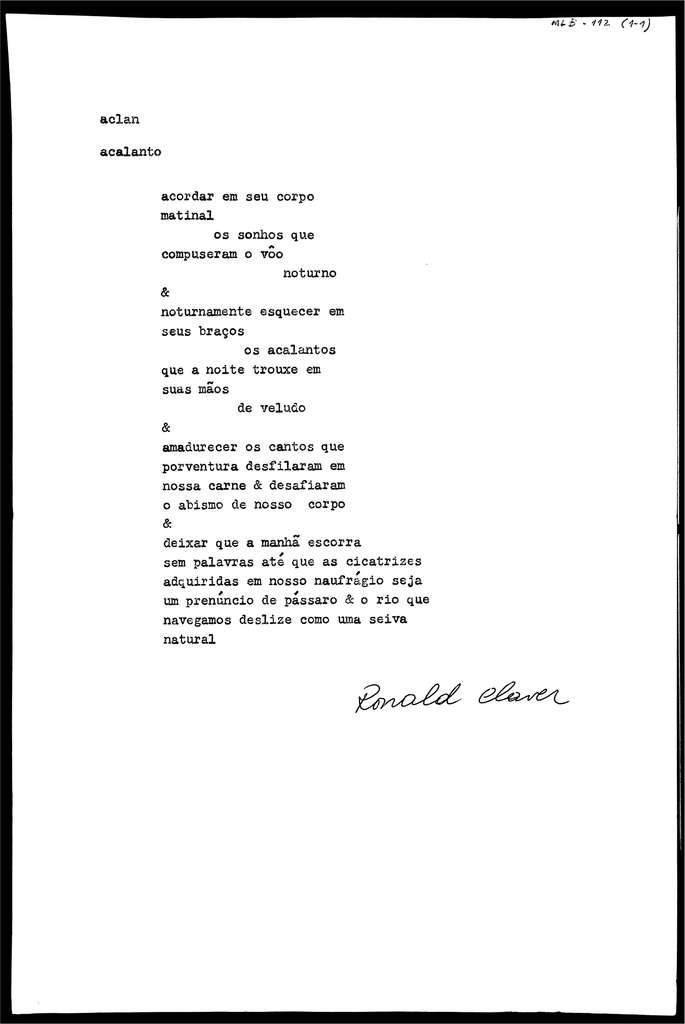 MLB - 112 (1-1)
aclan
acalanto
acordar em seu corpo
matinal
os sonhos que
compuseram o vôo
noturno
&
noturnamente esquecer em
seus braços
os acalantos
que a noite trouxe em
suas mãos
de veludo
&
amadurecer os cantos que
porventura desfilaram em
nossa carne & desafiaram
o abismo de nosso  corpo
&
deixar que a manhã escorra
sem palavras até que as cicatrizes
adquiridas em nosso naufrágio seja
um prenúncio de pássaro & o rio que
navegamos deslize como uma seiva
natural
Ronald Claver